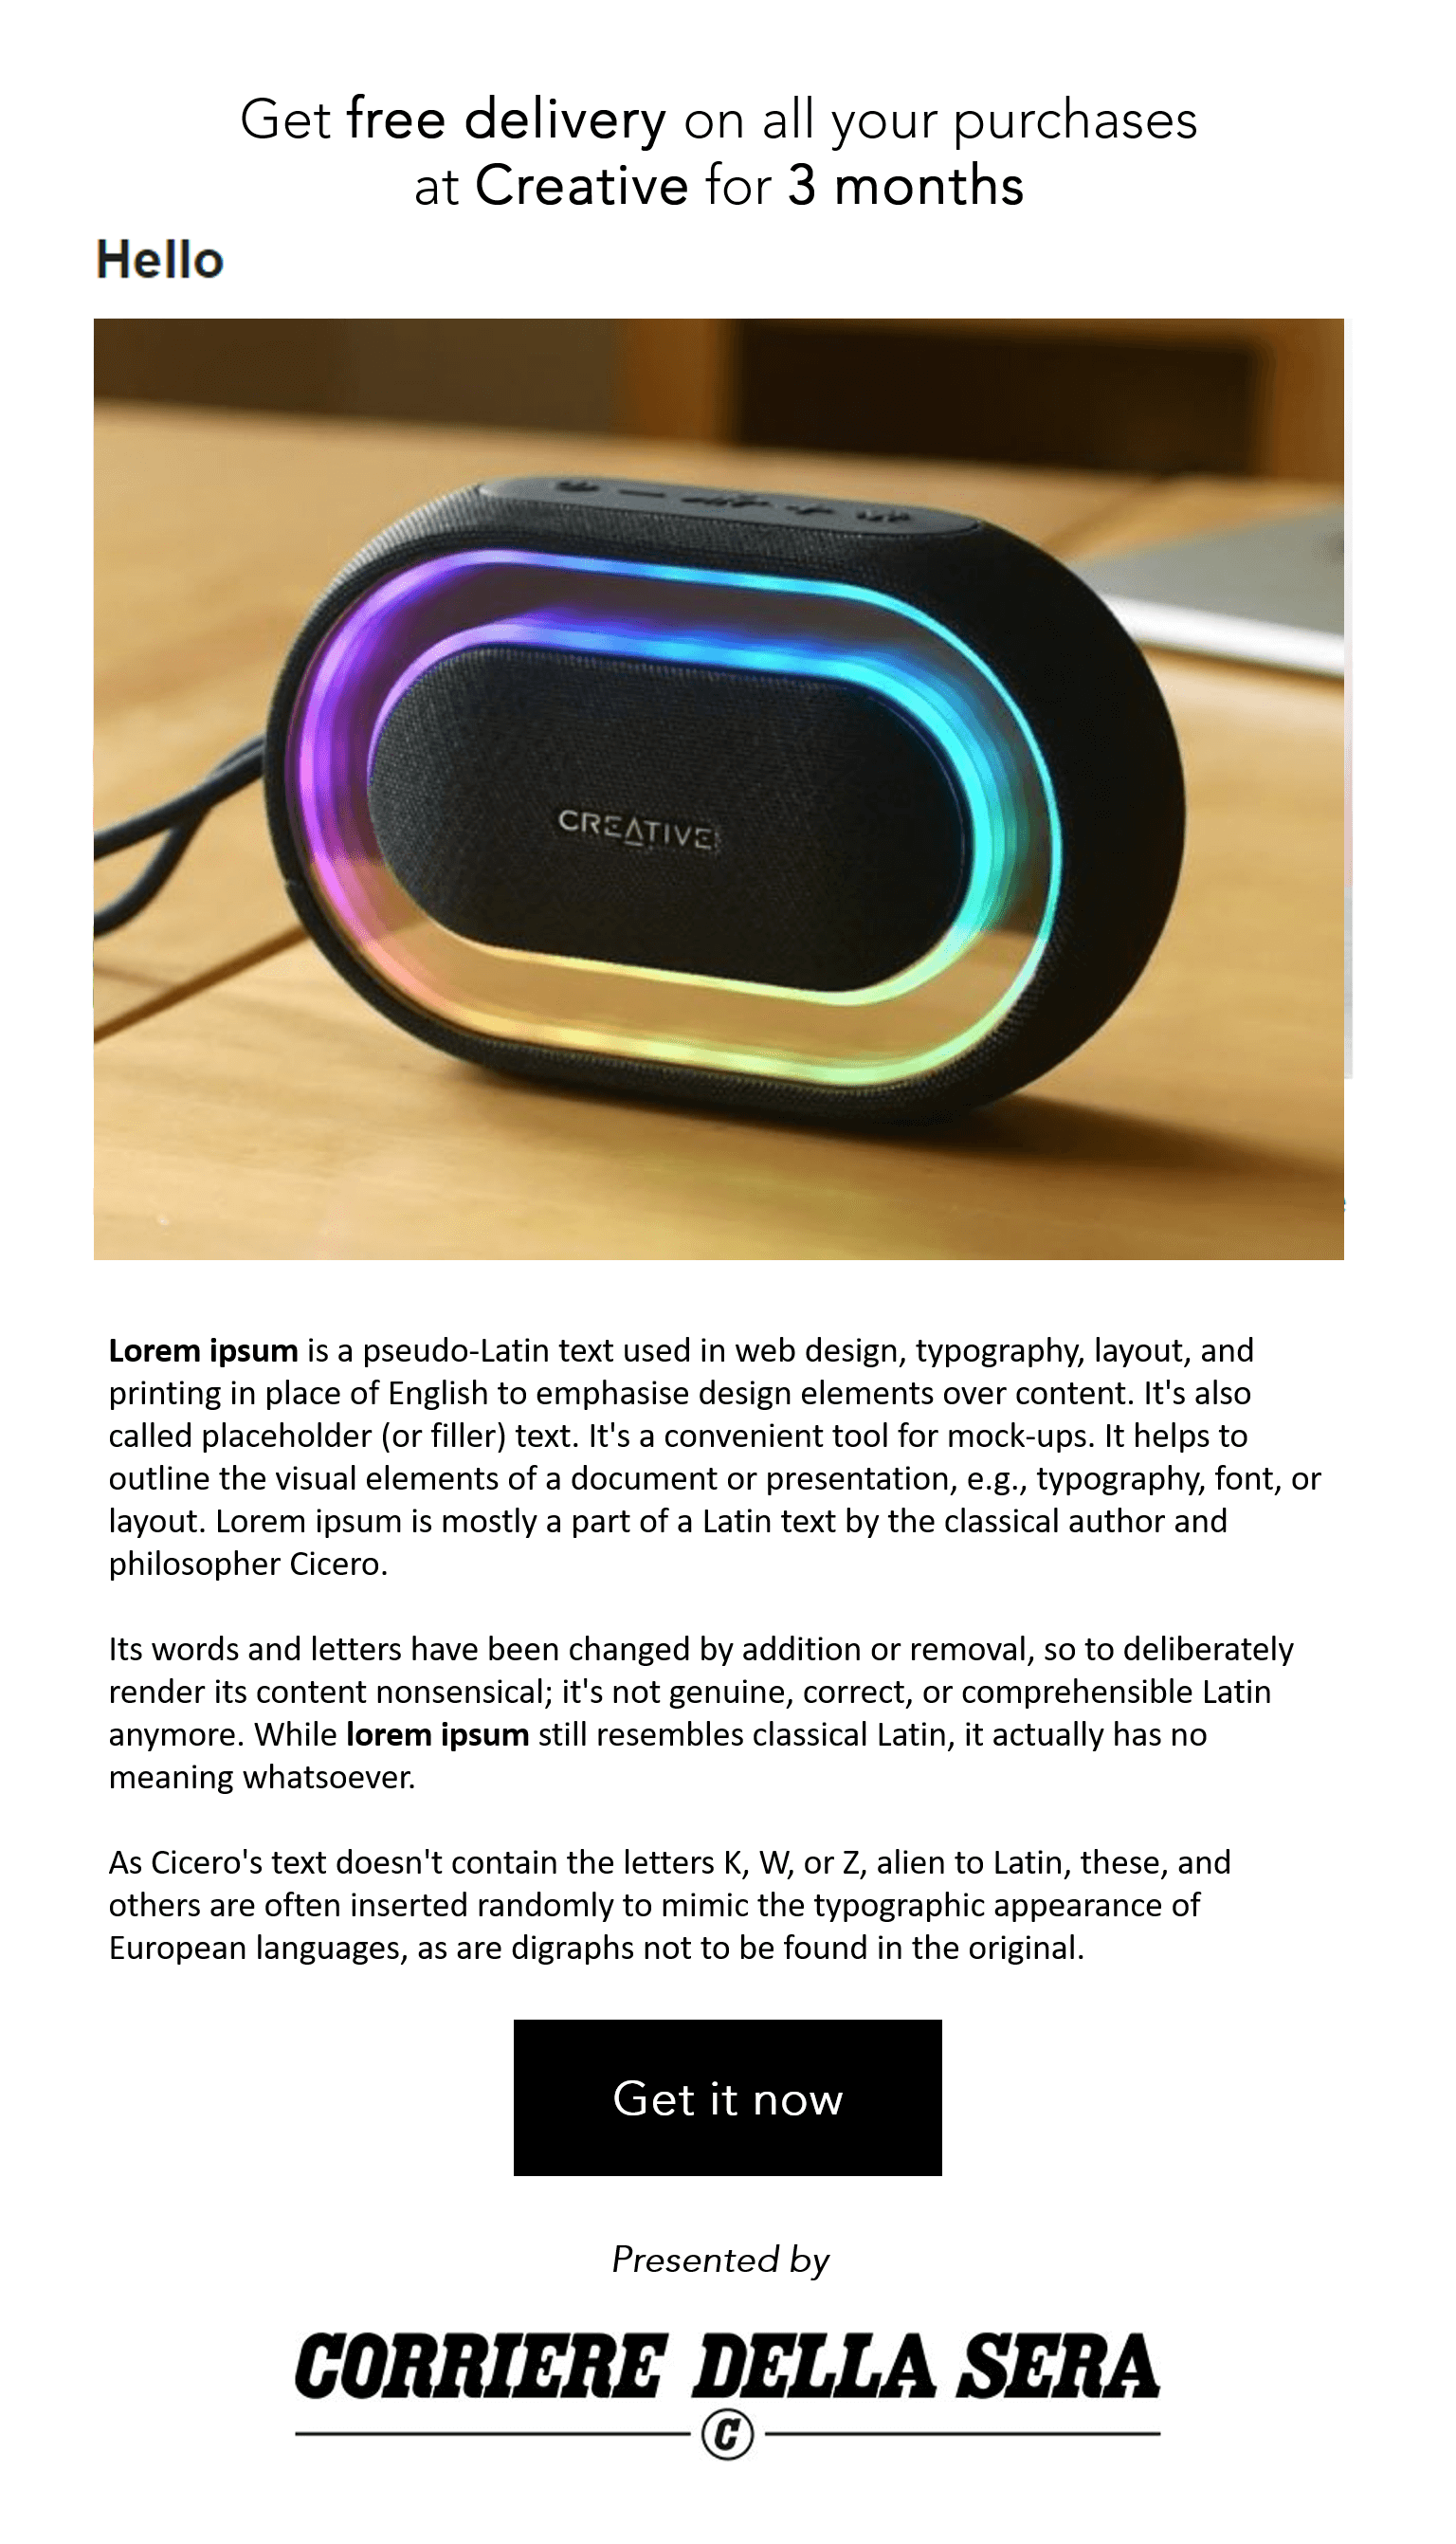 Get free delivery on all your purchases
at Creative for 3 months
Hello
CREATIVE
Lorem ipsum is a pseudo-Latin text used in web design, typography, layout, and
printing in place of English to emphasise design elements over content. It's also
called placeholder (or filler) text. It's a convenient tool for mock-ups. It helps to
outline the visual elements of a document or presentation, e.g., typography, font, or
layout. Lorem ipsum is mostly a part of a Latin text by the classical author and
philosopher Cicero.
Its words and letters have been changed by addition or removal, so to deliberately
render its content nonsensical; it's not genuine, correct, or comprehensible Latin
anymore. While lorem ipsum still resembles classical Latin, it actually has no
meaning whatsoever.
As Cicero's text doesn't contain the letters K, W, or Z, alien to Latin, these, and
others are often inserted randomly to mimic the typographic appearance of
European languages, as are digraphs not to be found in the original.
Get it now
Presented by
CORRIERE DELLA SERA
C